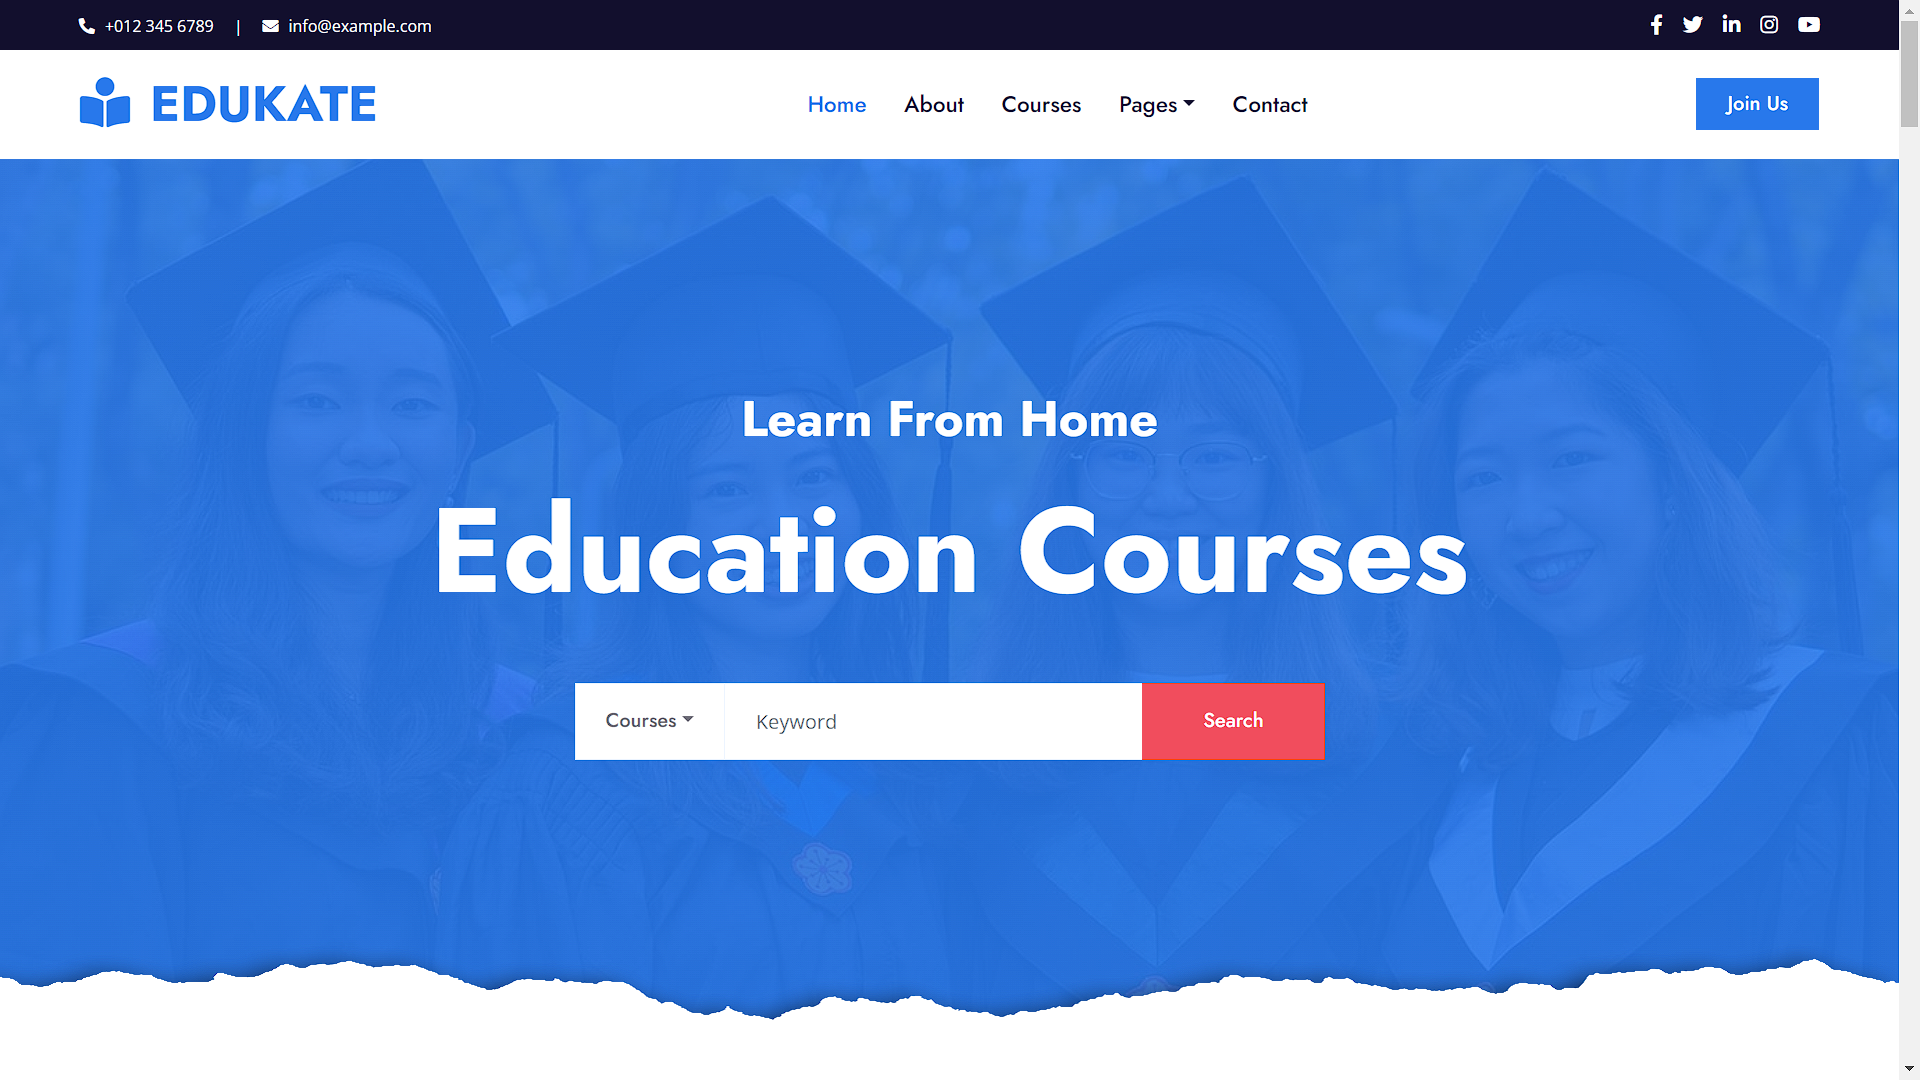 +012 345 6789 | info@example.com
EDUKATE
Home About Courses Pages Contact
Join Us
Learn From Home
Education Courses
Courses Keyword Search